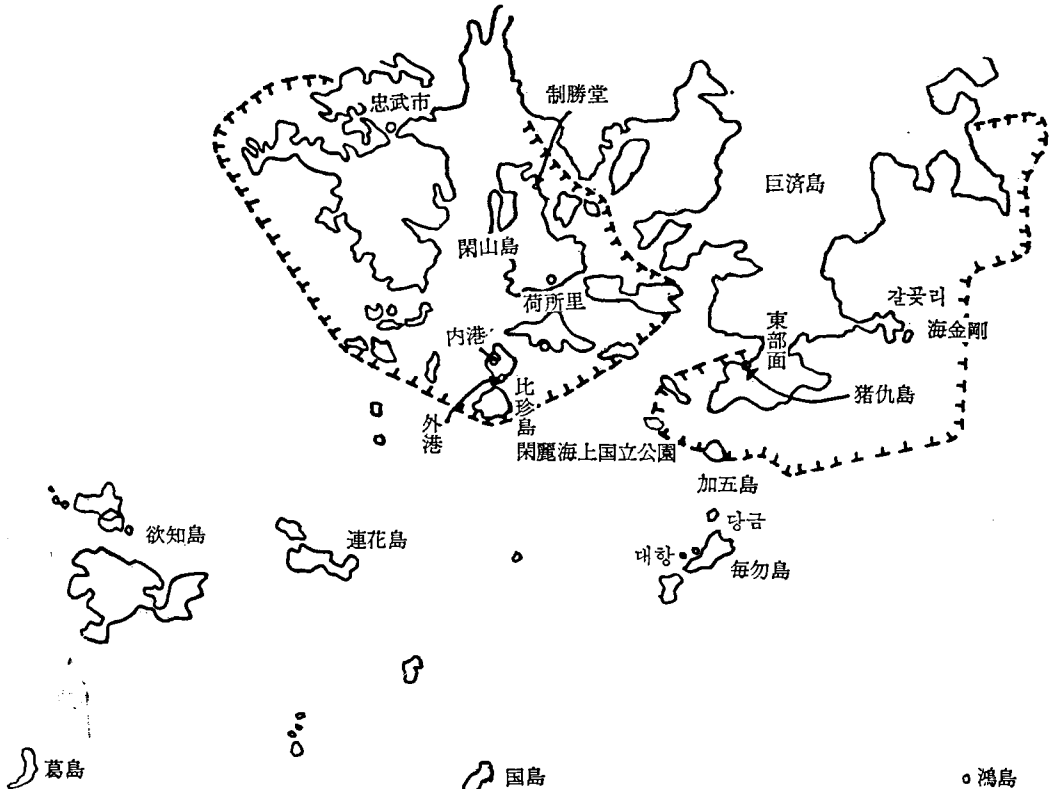 忠武市
制勝堂
巨済島
閑山島
荷所里
갈곶리
海金剛
内港
東部面
猪仇島
比珍島
外港
閑麗海上国立公園
加五島
당금
欲知島
連花島
대항
毎勿島
葛島
国島
鴻島